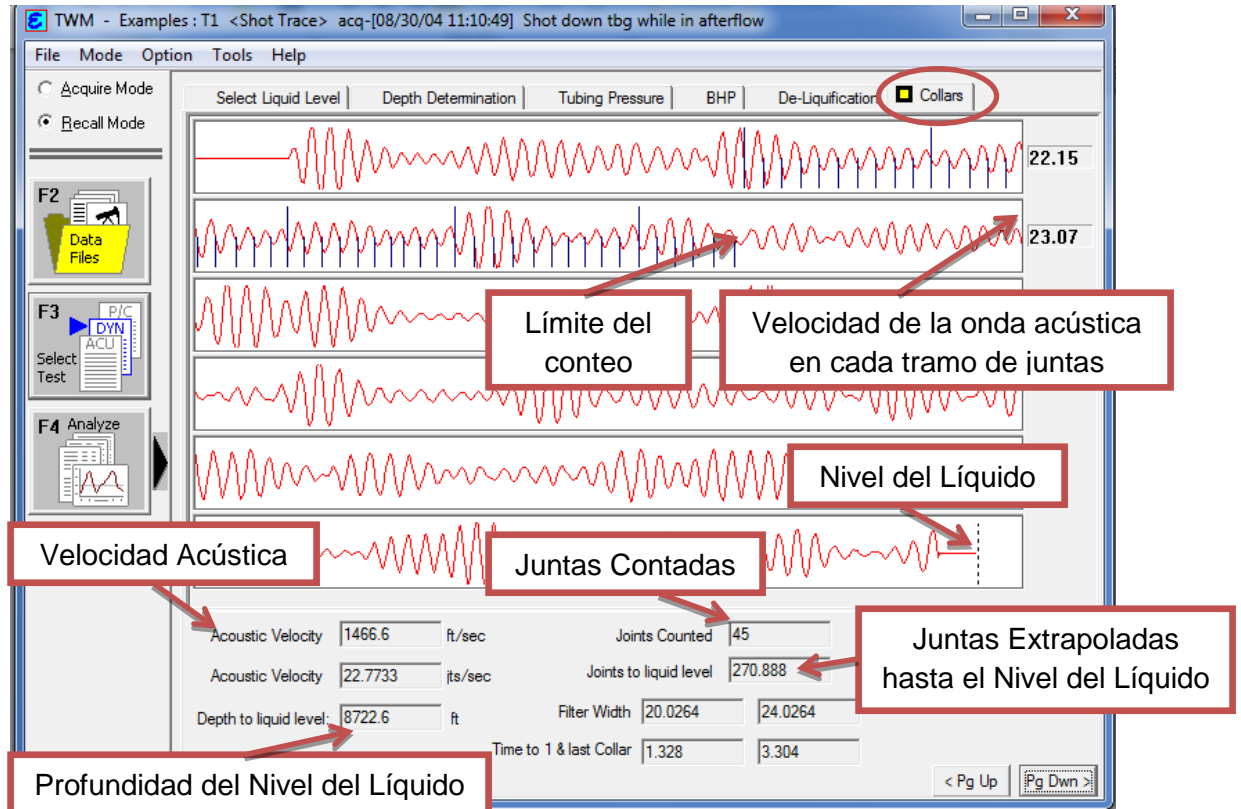 TWM - Examples : T1 <Shot Trace> acq-[08/30/04 11:10:49] Shot down tbg while in afterflow
File Mode Option Tools Help
Acquire Mode
Recall Mode
Select Liquid Level
Depth Determination
Tubing Pressure
BHP
De-Liquification
Collars
22.15
23.07
F2
Data
Files
F3
P/C
DYN
ACU
Select
Test
F4 Analyze
Límite del
conteo
Velocidad de la onda acústica
en cada tramo de juntas
Nivel del Líquido
Velocidad Acústica
Juntas Contadas
Juntas Extrapoladas
hasta el Nivel del Líquido
Acoustic Velocity 1466.6 ft/sec
Joints Counted 45
Acoustic Velocity 22.7733 jts/sec
Joints to liquid level 270.888
Depth to liquid level: 8722.6 ft
Filter Width 20.0264 24.0264
Time to 1 & last Collar 1.328 3.304
Profundidad del Nivel del Líquido
< Pg Up
Pg Dwn >